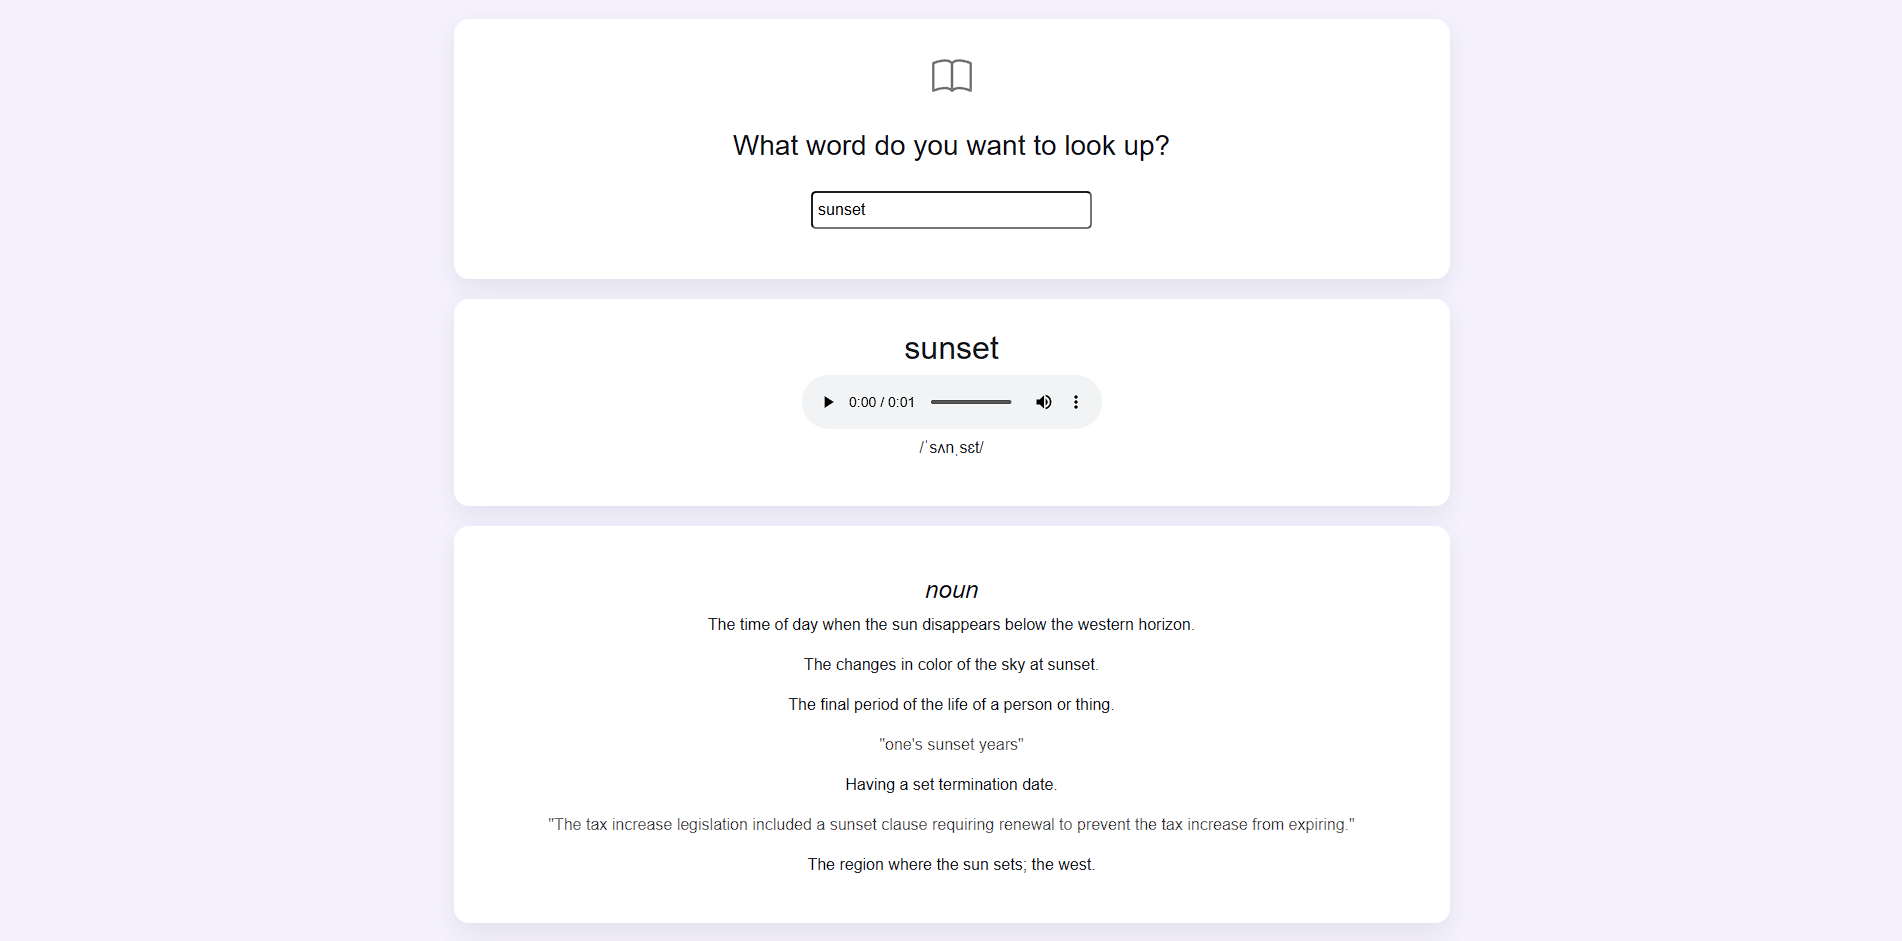 What word do you want to look up?
sunset
sunset
0:00 / 0:01
/ˈsʌnˌsɛt/
noun
The time of day when the sun disappears below the western horizon.
The changes in color of the sky at sunset.
The final period of the life of a person or thing.
"one's sunset years"
Having a set termination date.
"The tax increase legislation included a sunset clause requiring renewal to prevent the tax increase from expiring."
The region where the sun sets; the west.